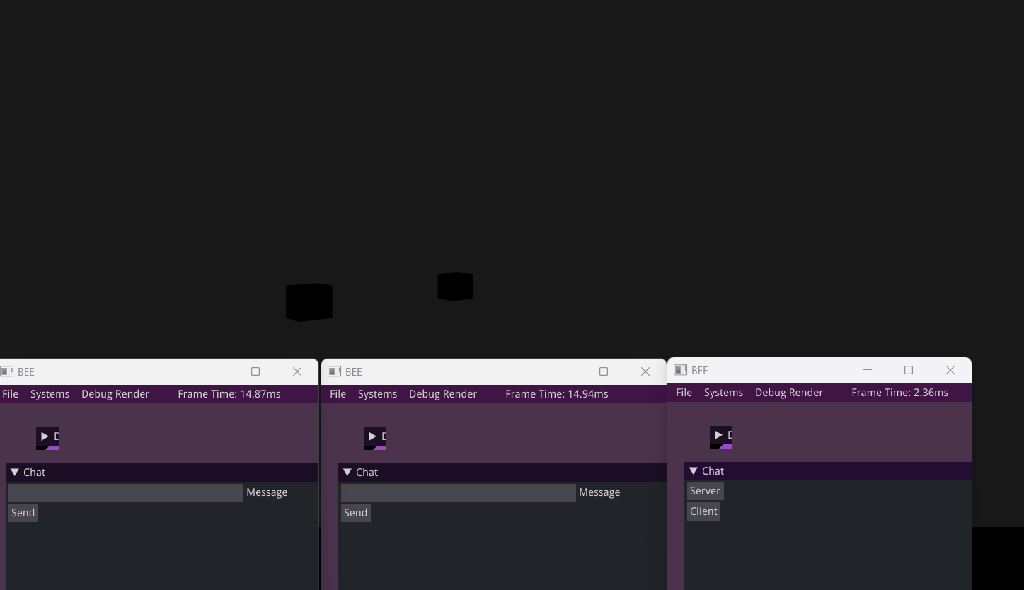 BEE
File Systems Debug Render Frame Time: 14.87ms
Chat
Message
Send
BEE
File Systems Debug Render Frame Time: 14.94ms
Chat
Message
Send
BEE
File Systems Debug Render Frame Time: 2.36ms
Chat
Server
Client